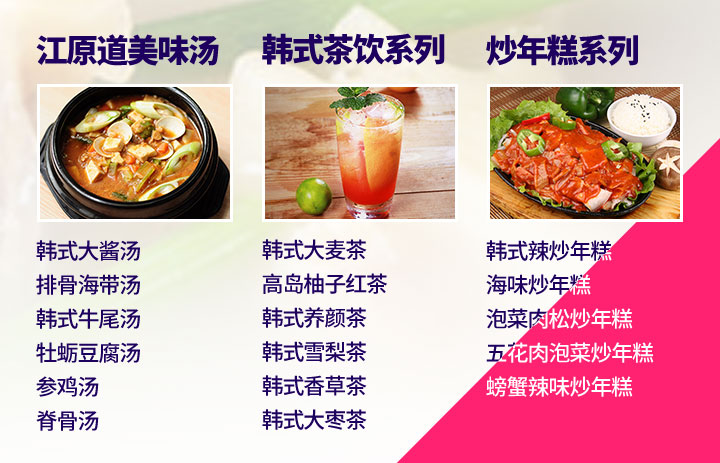 江原道美味汤
韩式大酱汤
排骨海带汤
韩式牛尾汤
牡蛎豆腐汤
参鸡汤
脊骨汤
韩式茶饮系列
韩式大麦茶
高岛柚子红茶
韩式养颜茶
韩式雪梨茶
韩式香草茶
韩式大枣茶
炒年糕系列
韩式辣炒年糕
海味炒年糕
泡菜肉松炒年糕
五花肉泡菜炒年糕
螃蟹辣味炒年糕